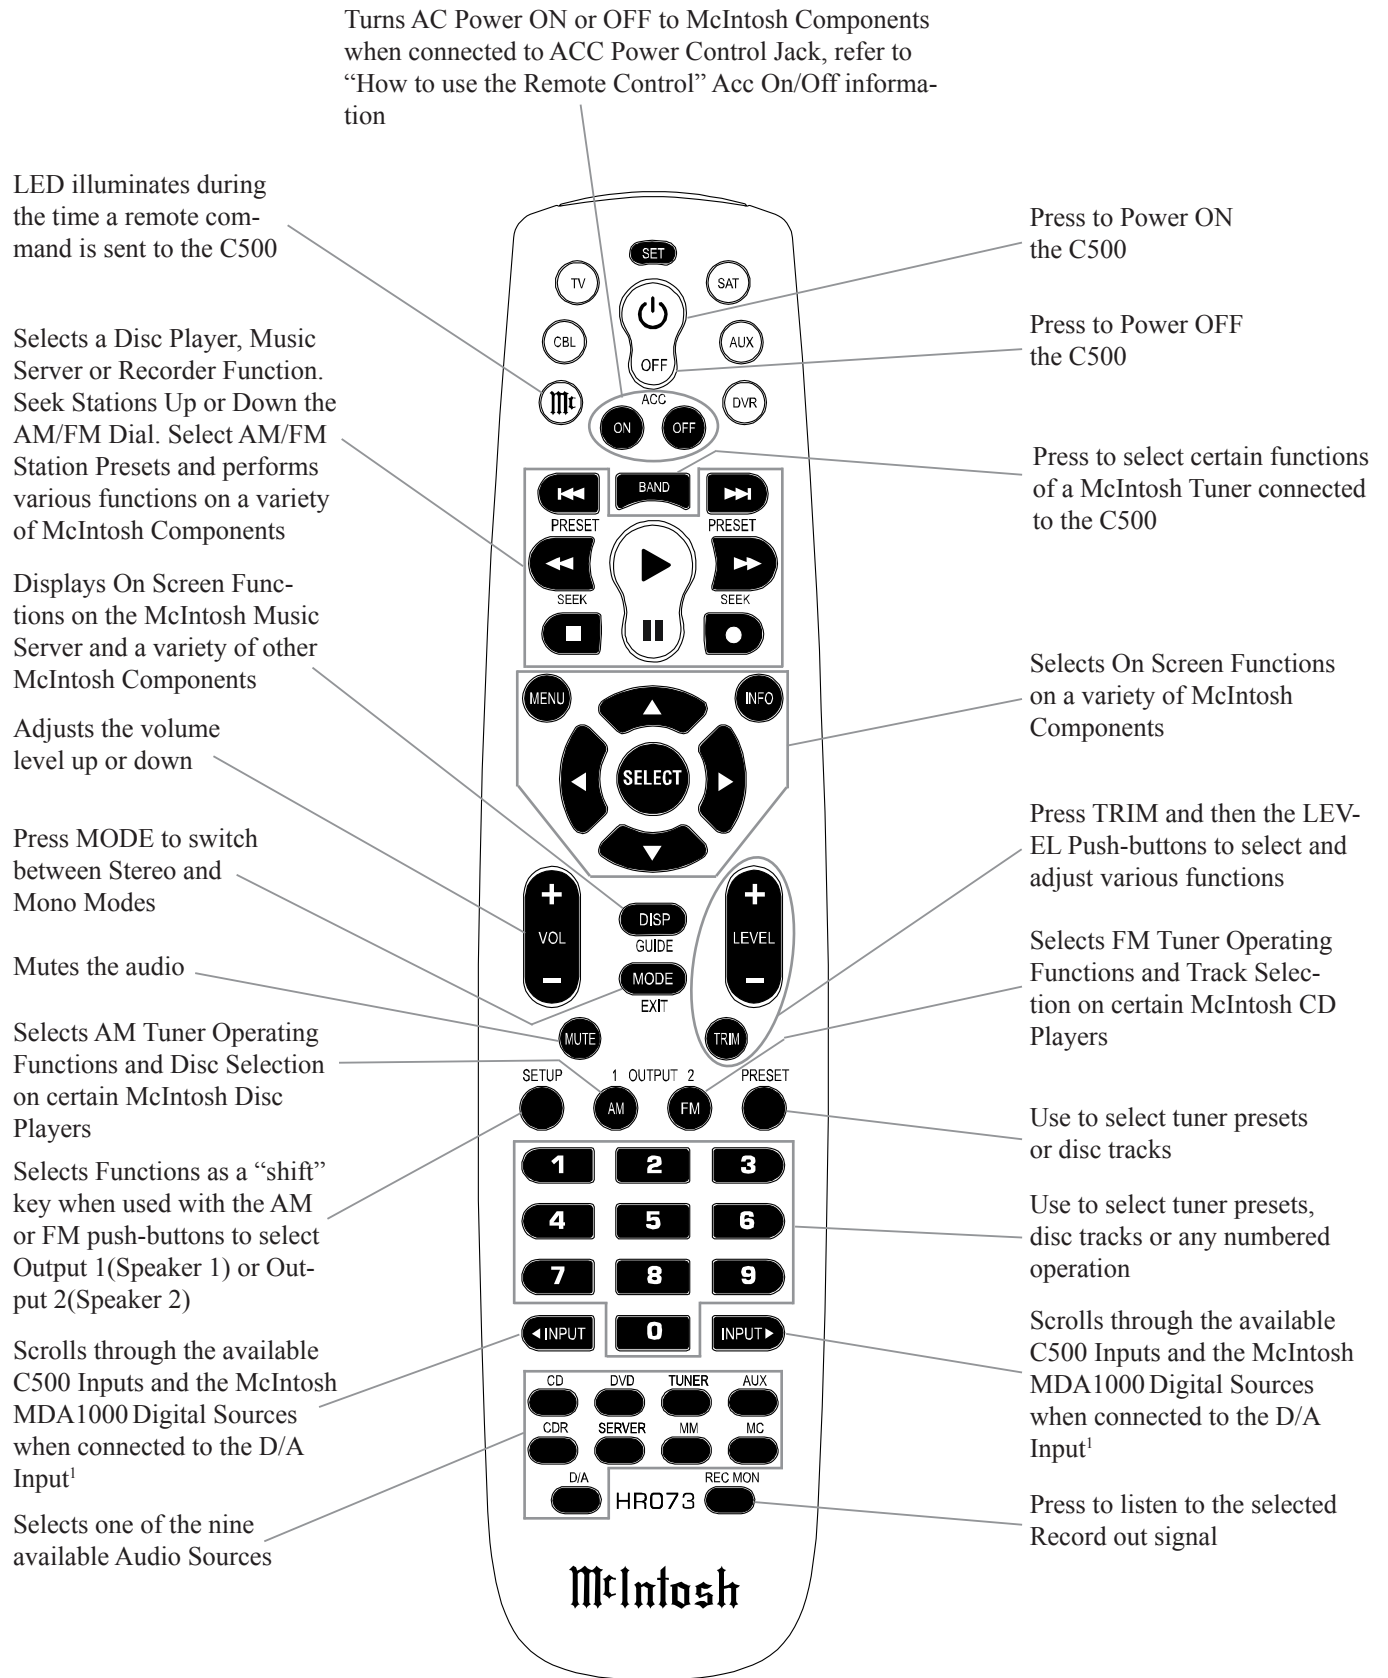 Turns AC Power ON or OFF to McIntosh Components
when connected to ACC Power Control Jack, refer to
“How to use the Remote Control” Acc On/Off informa-
tion
LED illuminates during
the time a remote com-
mand is sent to the C500
Selects a Disc Player, Music
Server or Recorder Function.
Seek Stations Up or Down the
AM/FM Dial. Select AM/FM
Station Presets and performs
various functions on a variety
of McIntosh Components
Displays On Screen Func-
tions on the McIntosh Music
Server and a variety of other
McIntosh Components
Adjusts the volume
level up or down
Press MODE to switch
between Stereo and
Mono Modes
Mutes the audio
Selects AM Tuner Operating
Functions and Disc Selection
on certain McIntosh Disc
Players
Selects Functions as a “shift”
key when used with the AM
or FM push-buttons to select
Output 1(Speaker 1) or Out-
put 2(Speaker 2)
Scrolls through the available
C500 Inputs and the McIntosh
MDA1000 Digital Sources
when connected to the D/A
Input¹
Selects one of the nine
available Audio Sources
SET
TV
SAT
CBL
OFF
AUX
Mc
ACC
DVR
ON
OFF
BAND
PRESET
PRESET
SEEK
SEEK
MENU
INFO
SELECT
+
VOL
−
DISP
GUIDE
MODE
EXIT
+
LEVEL
−
MUTE
TRIM
SETUP
1 OUTPUT 2
PRESET
AM
FM
1 2 3
4 5 6
7 8 9
INPUT 0 INPUT
CD DVD TUNER AUX
CDR SERVER MM MC
D/A
REC MON
HR073
McIntosh
Press to Power ON
the C500
Press to Power OFF
the C500
Press to select certain functions
of a McIntosh Tuner connected
to the C500
Selects On Screen Functions
on a variety of McIntosh
Components
Press TRIM and then the LEV-
EL Push-buttons to select and
adjust various functions
Selects FM Tuner Operating
Functions and Track Selec-
tion on certain McIntosh CD
Players
Use to select tuner presets
or disc tracks
Use to select tuner presets,
disc tracks or any numbered
operation
Scrolls through the available
C500 Inputs and the McIntosh
MDA1000 Digital Sources
when connected to the D/A
Input¹
Press to listen to the selected
Record out signal